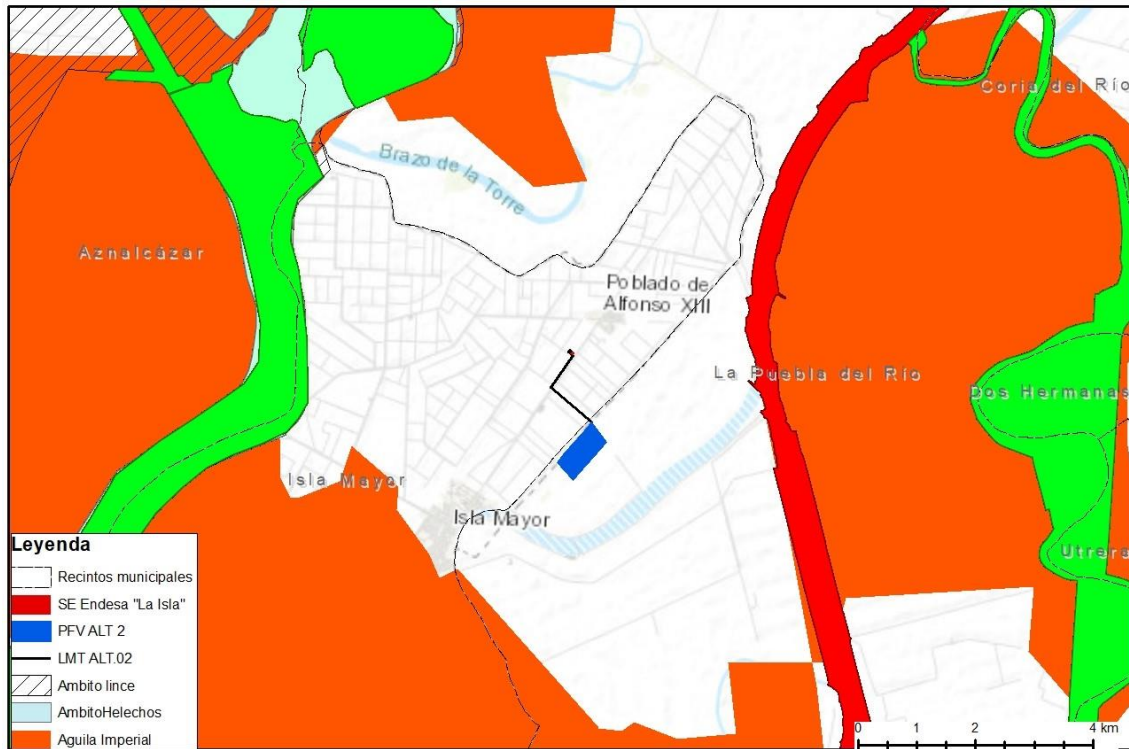 Coria del Río
Brazo de la
Torre
Aznalcázar
Poblado de
Alfonso XIII
La Puebla del Río
Dos Hermanas
Isla Mayor
Isla Mayor
Utrera
Leyenda
Recintos municipales
SE Endesa "La Isla"
PFV ALT.2
LMT ALT.02
Ambito lince
AmbitoHelechos
Aguila Imperial
0 1 2 4 km